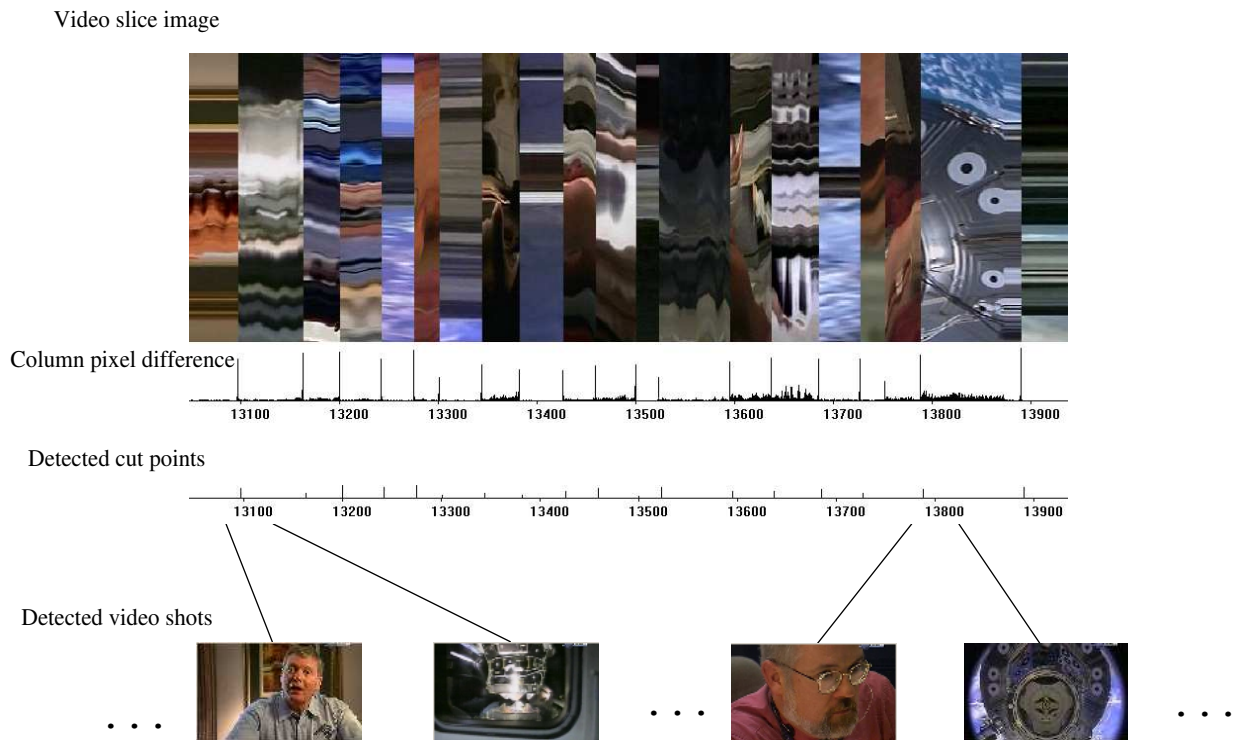 Video slice image
Column pixel difference
13100 13200 13300 13400 13500 13600 13700 13800 13900
Detected cut points
13100 13200 13300 13400 13500 13600 13700 13800 13900
Detected video shots
. . . . . . . . .